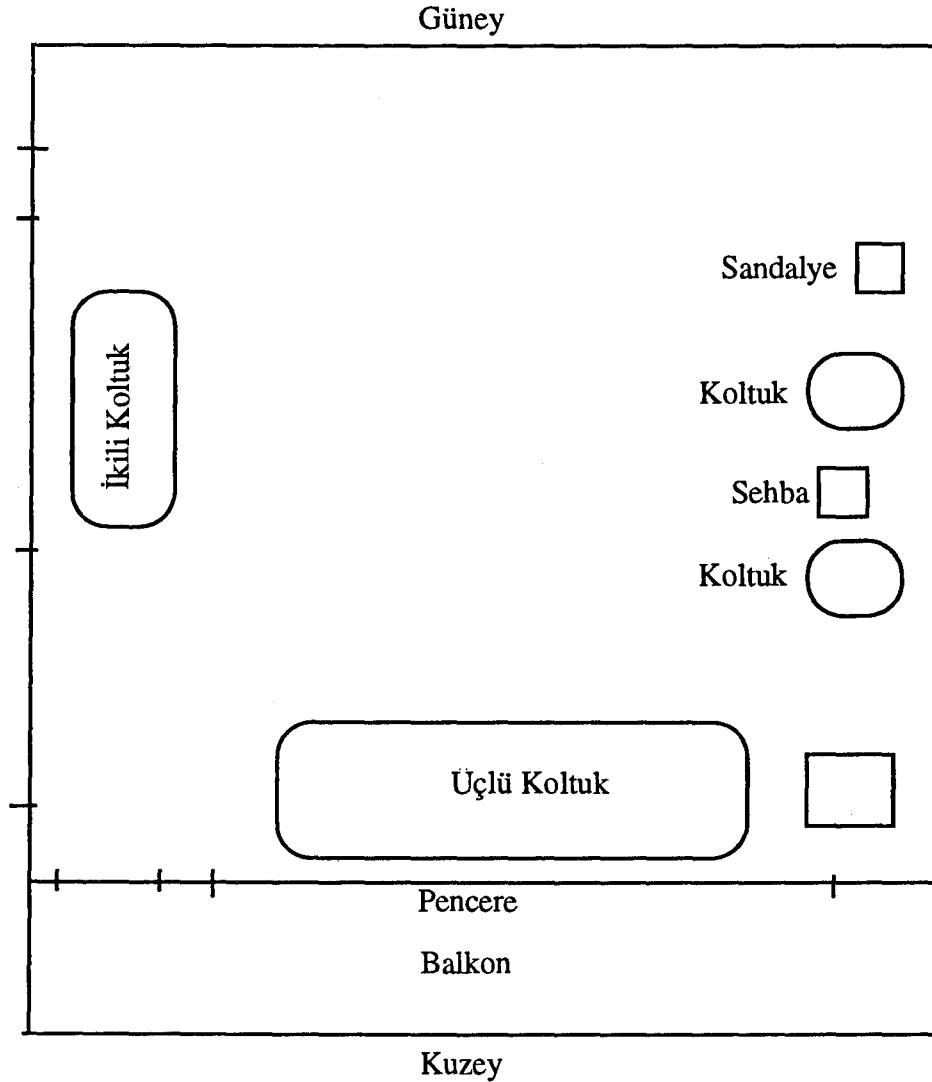 Güney
Sandalye
İkili Koltuk
Koltuk
Sehba
Koltuk
Üçlü Koltuk
Pencere
Balkon
Kuzey